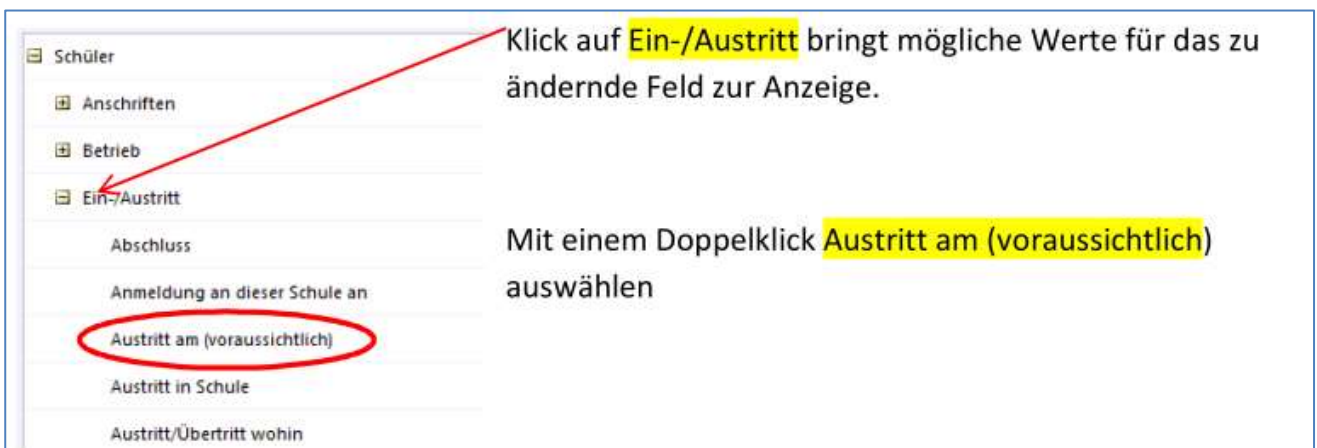 Schüler
Anschriften
Betrieb
Ein-/Austritt
Abschluss
Anmeldung an dieser Schule an
Austritt am (voraussichtlich)
Austritt in Schule
Austritt/Übertritt wohin
Klick auf Ein-/Austritt bringt mögliche Werte für das zu
ändernde Feld zur Anzeige.
Mit einem Doppelklick Austritt am (voraussichtlich)
auswählen